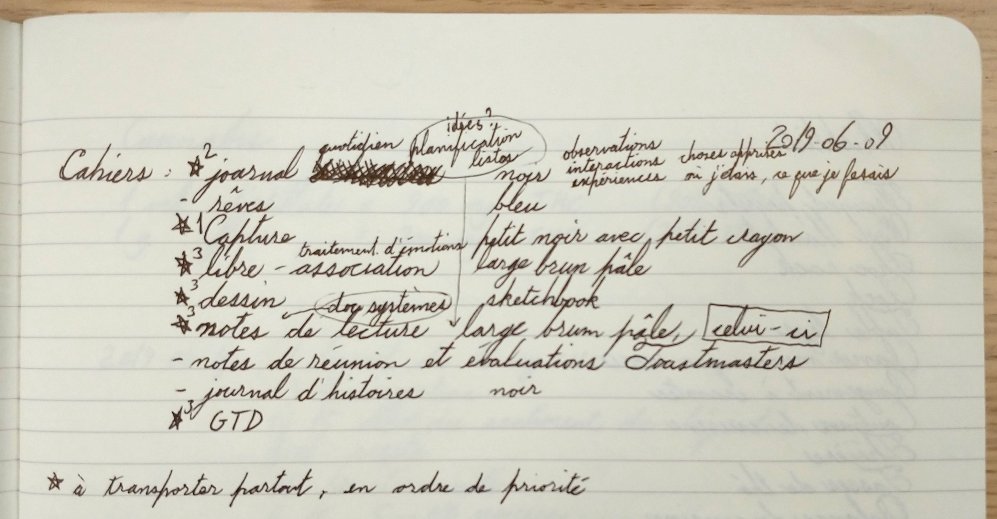 idées?
quotidien planification listes
2019-06-09
Cahiers : ☆2 journal noir observations interactions expériences choses apprises où j'étais, ce que je fesais
- rêves bleu
☆1 Capture petit noir avec petit crayon
traitement d'émotions
☆3 libre-association large brun pâle
☆3 dessin doc systèmes sketchbook
☆3 notes de lecture large brun pâle, celui-ci
- notes de réunion et évaluations Toastmasters
- journal d'histoires noir
☆3 GTD
☆ à transporter partout, en ordre de priorité